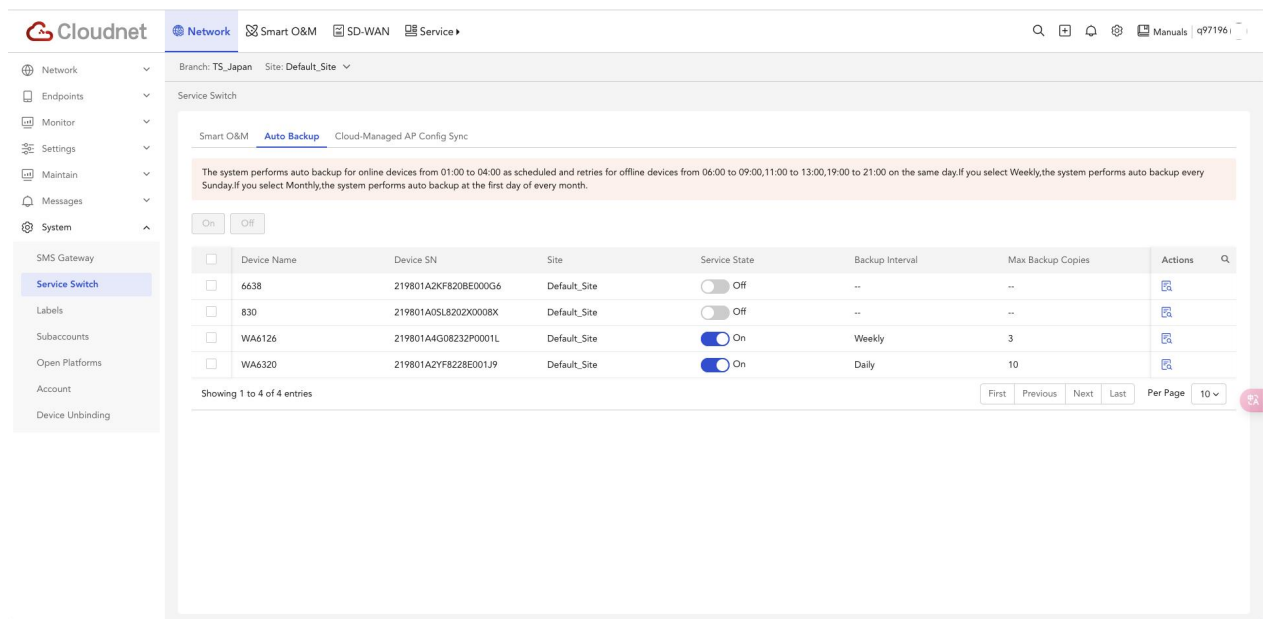 Cloudnet Network Smart O&M SD-WAN Service Manuals q97196
Branch: TS_Japan Site: Default_Site
Network
Endpoints
Monitor
Settings
Maintain
Messages
System
SMS Gateway
Service Switch
Labels
Subaccounts
Open Platforms
Account
Device Unbinding
Service Switch
Smart O&M Auto Backup Cloud-Managed AP Config Sync
The system performs auto backup for online devices from 01:00 to 04:00 as scheduled and retries for offline devices from 06:00 to 09:00,11:00 to 13:00,19:00 to 21:00 on the same day.If you select Weekly,the system performs auto backup every
Sunday.If you select Monthly,the system performs auto backup at the first day of every month.
On Off
Device Name Device SN Site Service State Backup Interval Max Backup Copies Actions
6638 219801A2KF820BE000G6 Default_Site Off -- --
830 219801A0SL8202X0008X Default_Site Off -- --
WA6126 219801A4G08232P0001L Default_Site On Weekly 3
WA6320 219801A2YF8228E001J9 Default_Site On Daily 10
Showing 1 to 4 of 4 entries First Previous Next Last Per Page 10